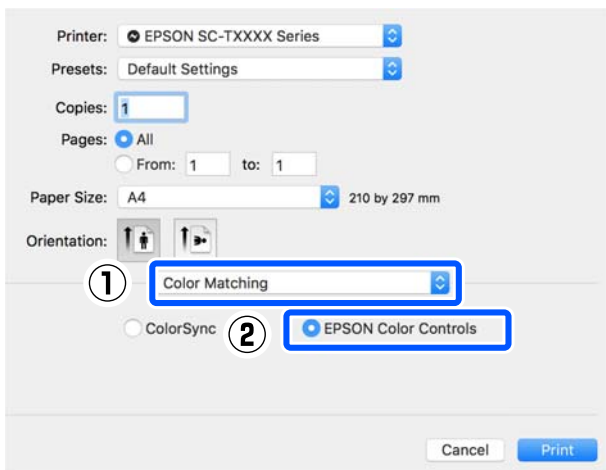 Printer: EPSON SC-TXXXX Series
Presets: Default Settings
Copies: 1
Pages: All
From: 1 to: 1
Paper Size: A4 210 by 297 mm
Orientation:
① Color Matching
ColorSync ② EPSON Color Controls
Cancel Print